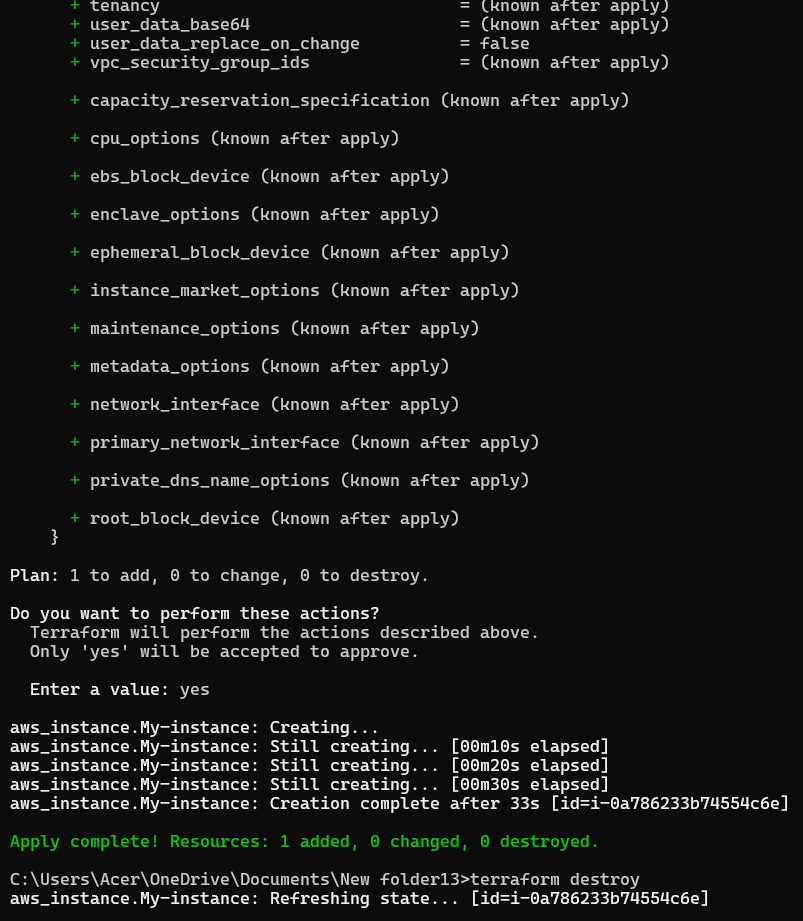 + tenancy = (known after apply)
+ user_data_base64 = (known after apply)
+ user_data_replace_on_change = false
+ vpc_security_group_ids = (known after apply)
+ capacity_reservation_specification (known after apply)
+ cpu_options (known after apply)
+ ebs_block_device (known after apply)
+ enclave_options (known after apply)
+ ephemeral_block_device (known after apply)
+ instance_market_options (known after apply)
+ maintenance_options (known after apply)
+ metadata_options (known after apply)
+ network_interface (known after apply)
+ primary_network_interface (known after apply)
+ private_dns_name_options (known after apply)
+ root_block_device (known after apply)
}
Plan: 1 to add, 0 to change, 0 to destroy.
Do you want to perform these actions?
Terraform will perform the actions described above.
Only 'yes' will be accepted to approve.
Enter a value: yes
aws_instance.My-instance: Creating...
aws_instance.My-instance: Still creating... [00m10s elapsed]
aws_instance.My-instance: Still creating... [00m20s elapsed]
aws_instance.My-instance: Still creating... [00m30s elapsed]
aws_instance.My-instance: Creation complete after 33s [id=i-0a786233b74554c6e]
Apply complete! Resources: 1 added, 0 changed, 0 destroyed.
C:\Users\Acer\OneDrive\Documents\New folder13>terraform destroy
aws_instance.My-instance: Refreshing state... [id=i-0a786233b74554c6e]